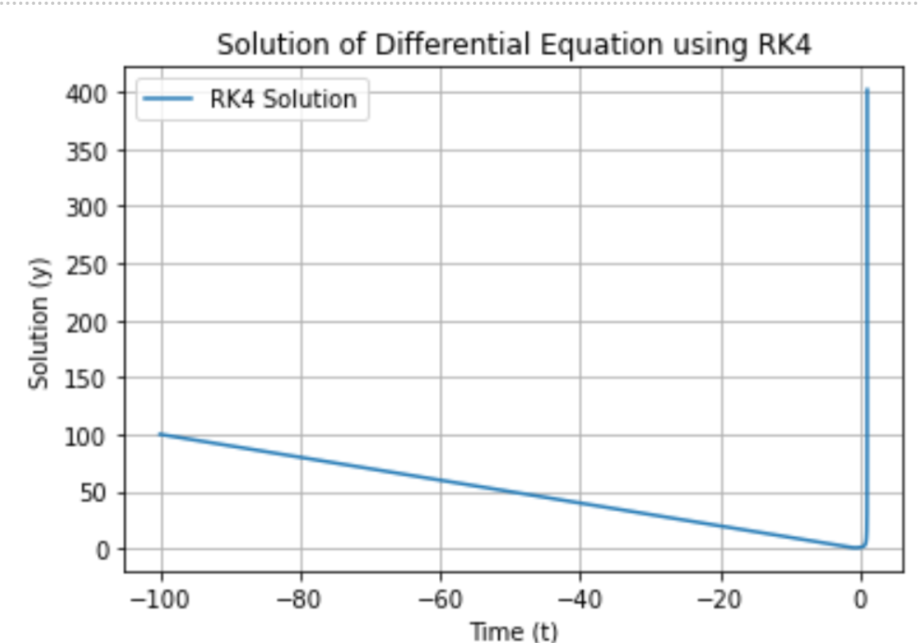 Solution of Differential Equation using RK4
RK4 Solution
400
350
300
250
200
150
100
50
0
Solution (y)
−100 −80 −60 −40 −20 0
Time (t)